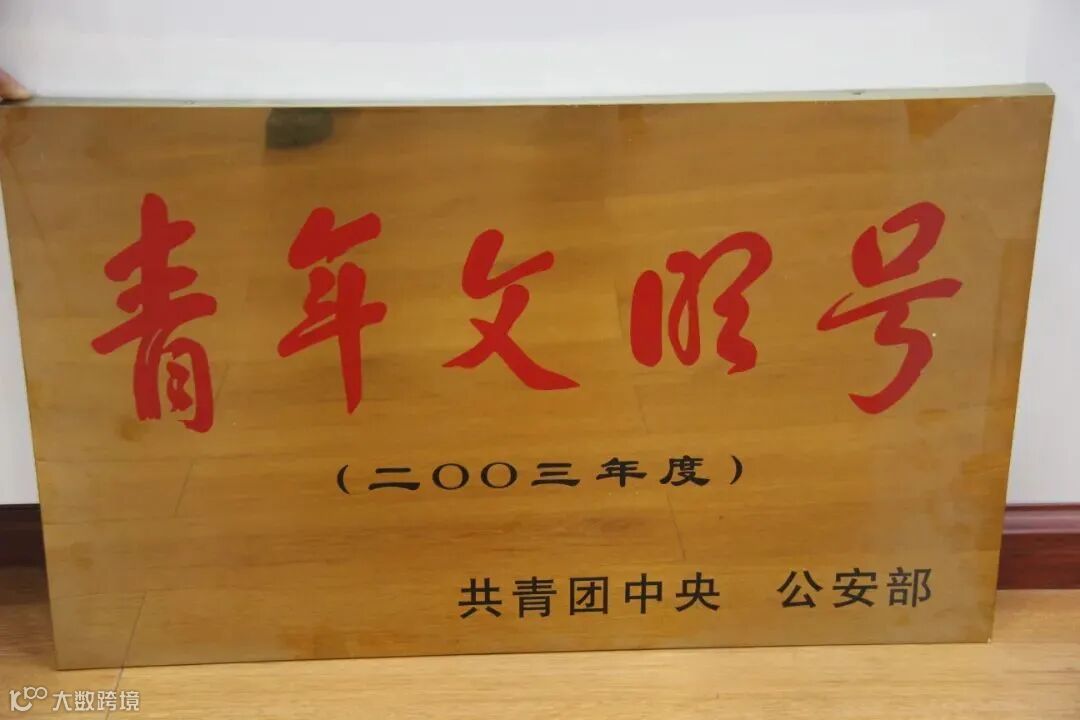 青年文明号
（二〇〇三年度）
共青团中央 公安部
大数跨境